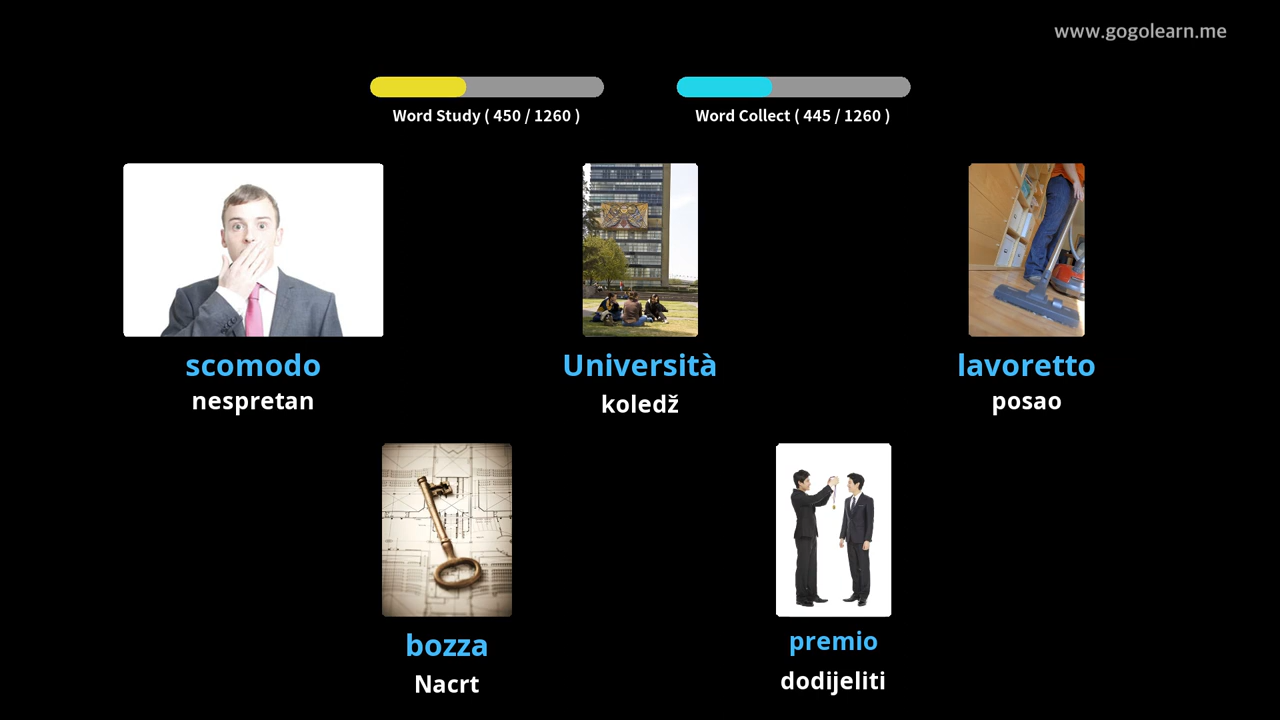 www.gogolearn.me
Word Study ( 450 / 1260 )
Word Collect ( 445 / 1260 )
scomodo
nespretan
Università
koledž
lavoretto
posao
bozza
Nacrt
premio
dodijeliti